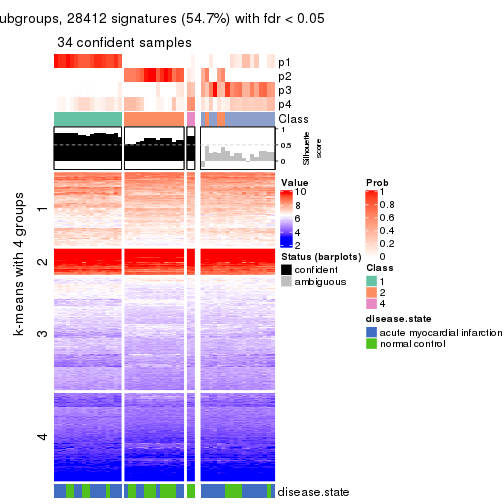 ubgroups, 28412 signatures (54.7%) with fdr < 0.05
34 confident samples
p1
p2
p3
p4
Class
1
0.5
0
Silhouette
score
k-means with 4 groups
1
2
3
4
Value
10
8
6
4
2
Status (barplots)
confident
ambiguous
Prob
1
0.8
0.6
0.4
0.2
0
Class
1
2
4
disease.state
acute myocardial infarction
normal control
disease.state